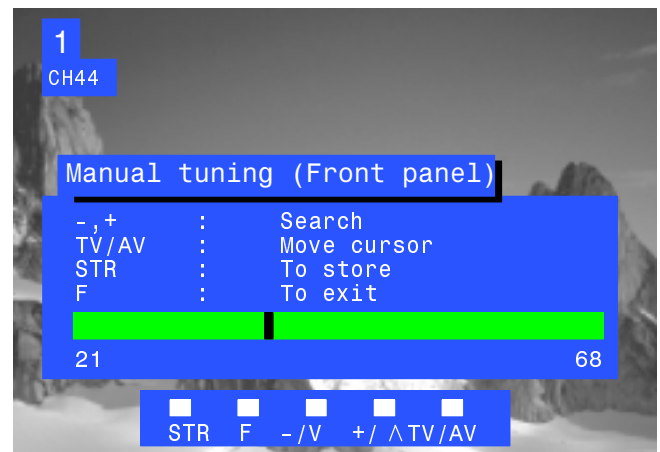 1
CH44
Manual tuning (Front panel)
-,+ : Search
TV/AV : Move cursor
STR : To store
F : To exit
21 68
STR F -/V +/ ∧ TV/AV